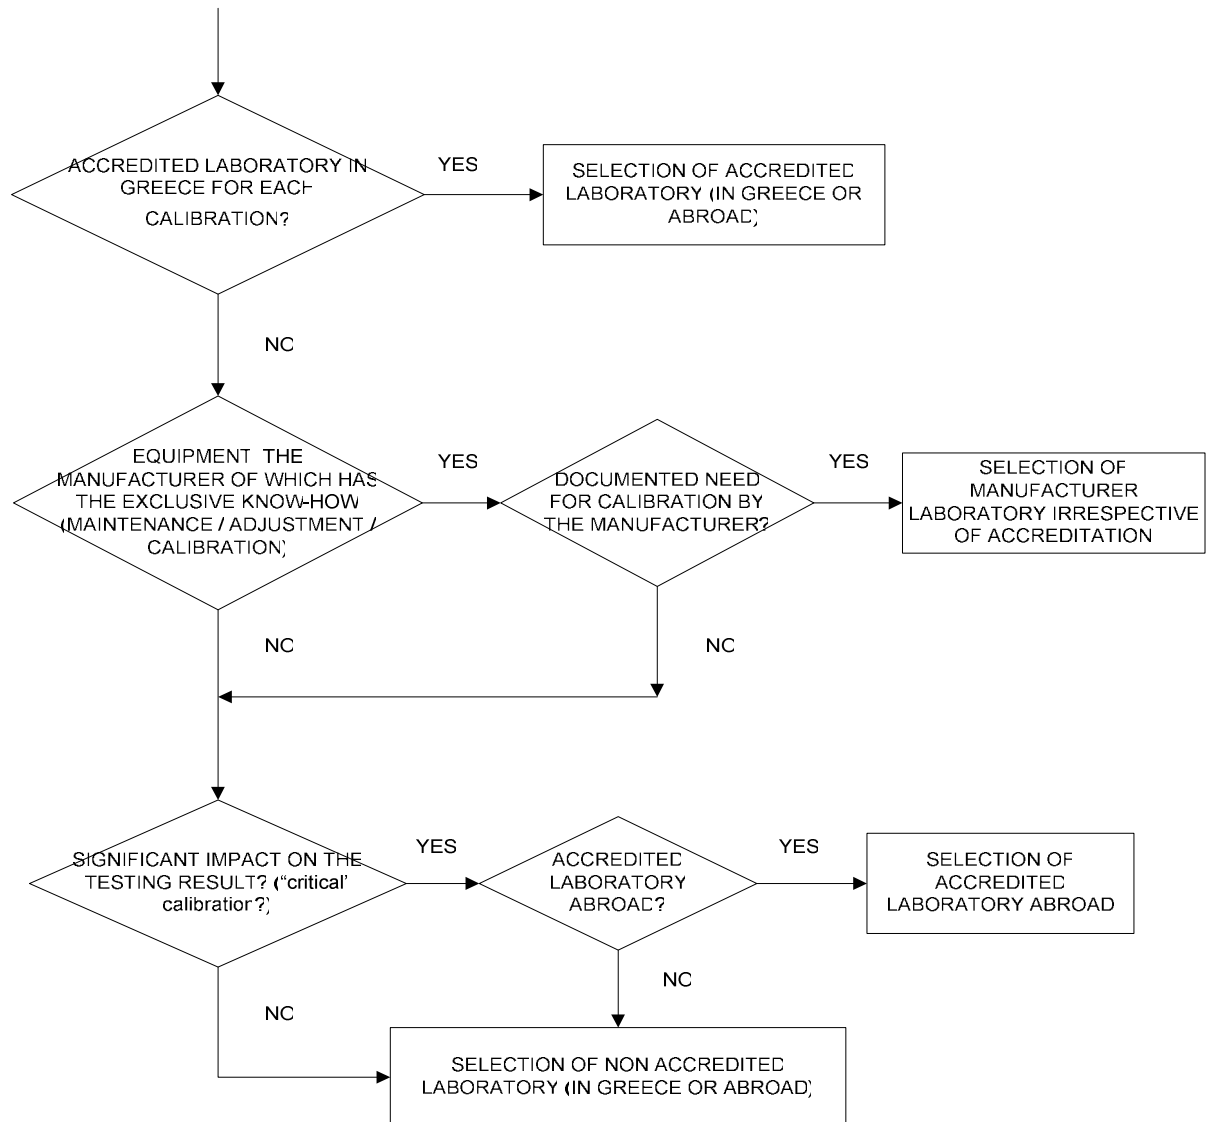 ACCREDITED LABORATORY IN
GREECE FOR EACH
CALIBRATION?
YES
SELECTION OF ACCREDITED
LABORATORY (IN GREECE OR
ABROAD)
NO
EQUIPMENT THE
MANUFACTURER OF WHICH HAS
THE EXCLUSIVE KNOW-HOW
(MAINTENANCE / ADJUSTMENT /
CALIBRATION)
YES
DOCUMENTED NEED
FOR CALIBRATION BY
THE MANUFACTURER?
YES
SELECTION OF
MANUFACTURER
LABORATORY IRRESPECTIVE
OF ACCREDITATION
NO
NO
SIGNIFICANT IMPACT ON THE
TESTING RESULT? ("critical"
calibration?)
YES
ACCREDITED
LABORATORY
ABROAD?
YES
SELECTION OF
ACCREDITED
LABORATORY ABROAD
NO
NO
SELECTION OF NON ACCREDITED
LABORATORY (IN GREECE OR ABROAD)